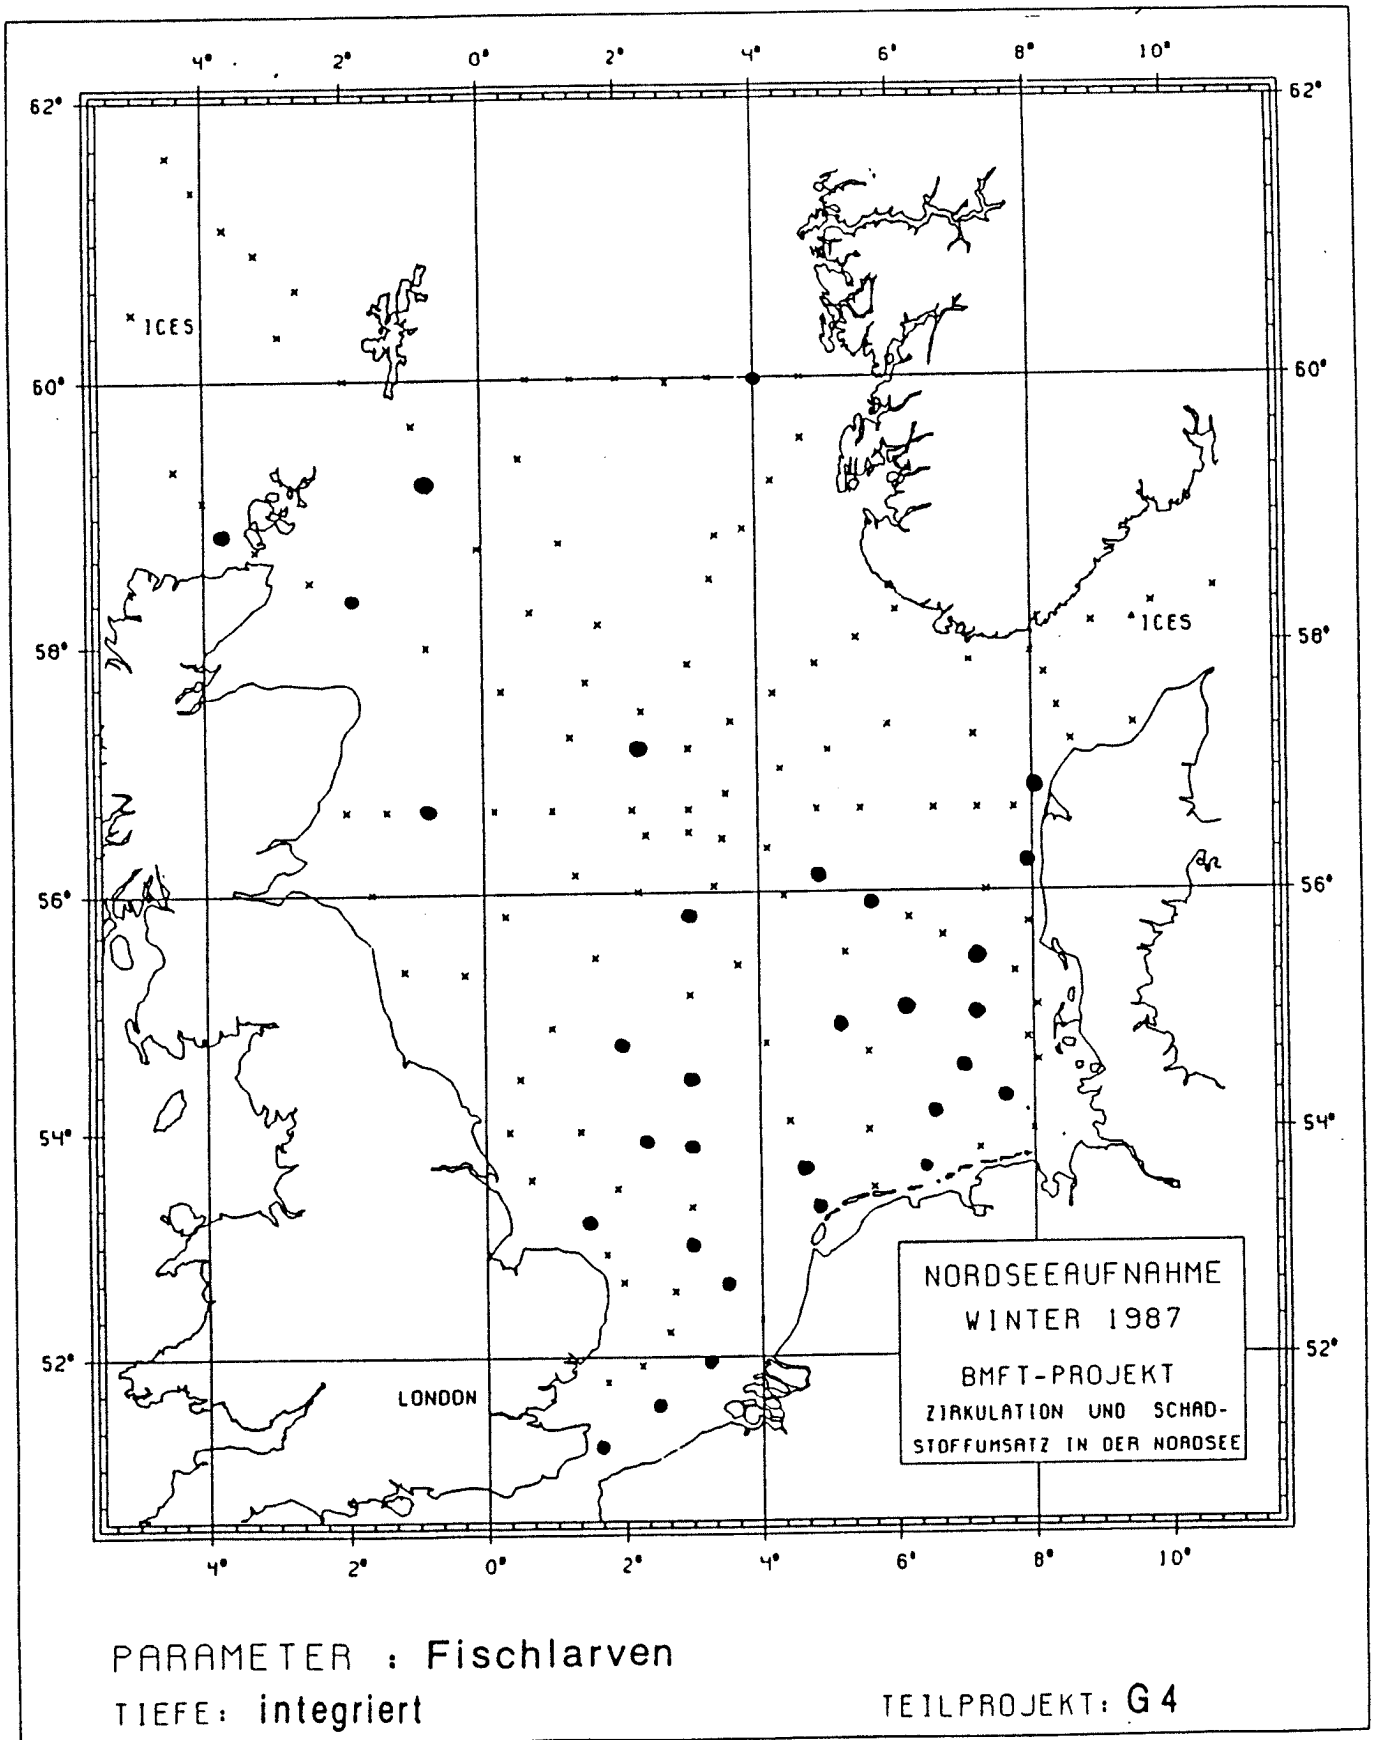 4° 2° 0° 2° 4° 6° 8° 10°
62° 62°
ICES
60° 60°
ICES
58° 58°
56° 56°
54° 54°
NORDSEEAUFNAHME
WINTER 1987
52° 52°
BMFT-PROJEKT
LONDON
ZIRKULATION UND SCHAD-
STOFFUMSATZ IN DER NORDSEE
4° 2° 0° 2° 4° 6° 8° 10°
PARAMETER : Fischlarven
TIEFE: integriert
TEILPROJEKT: G4